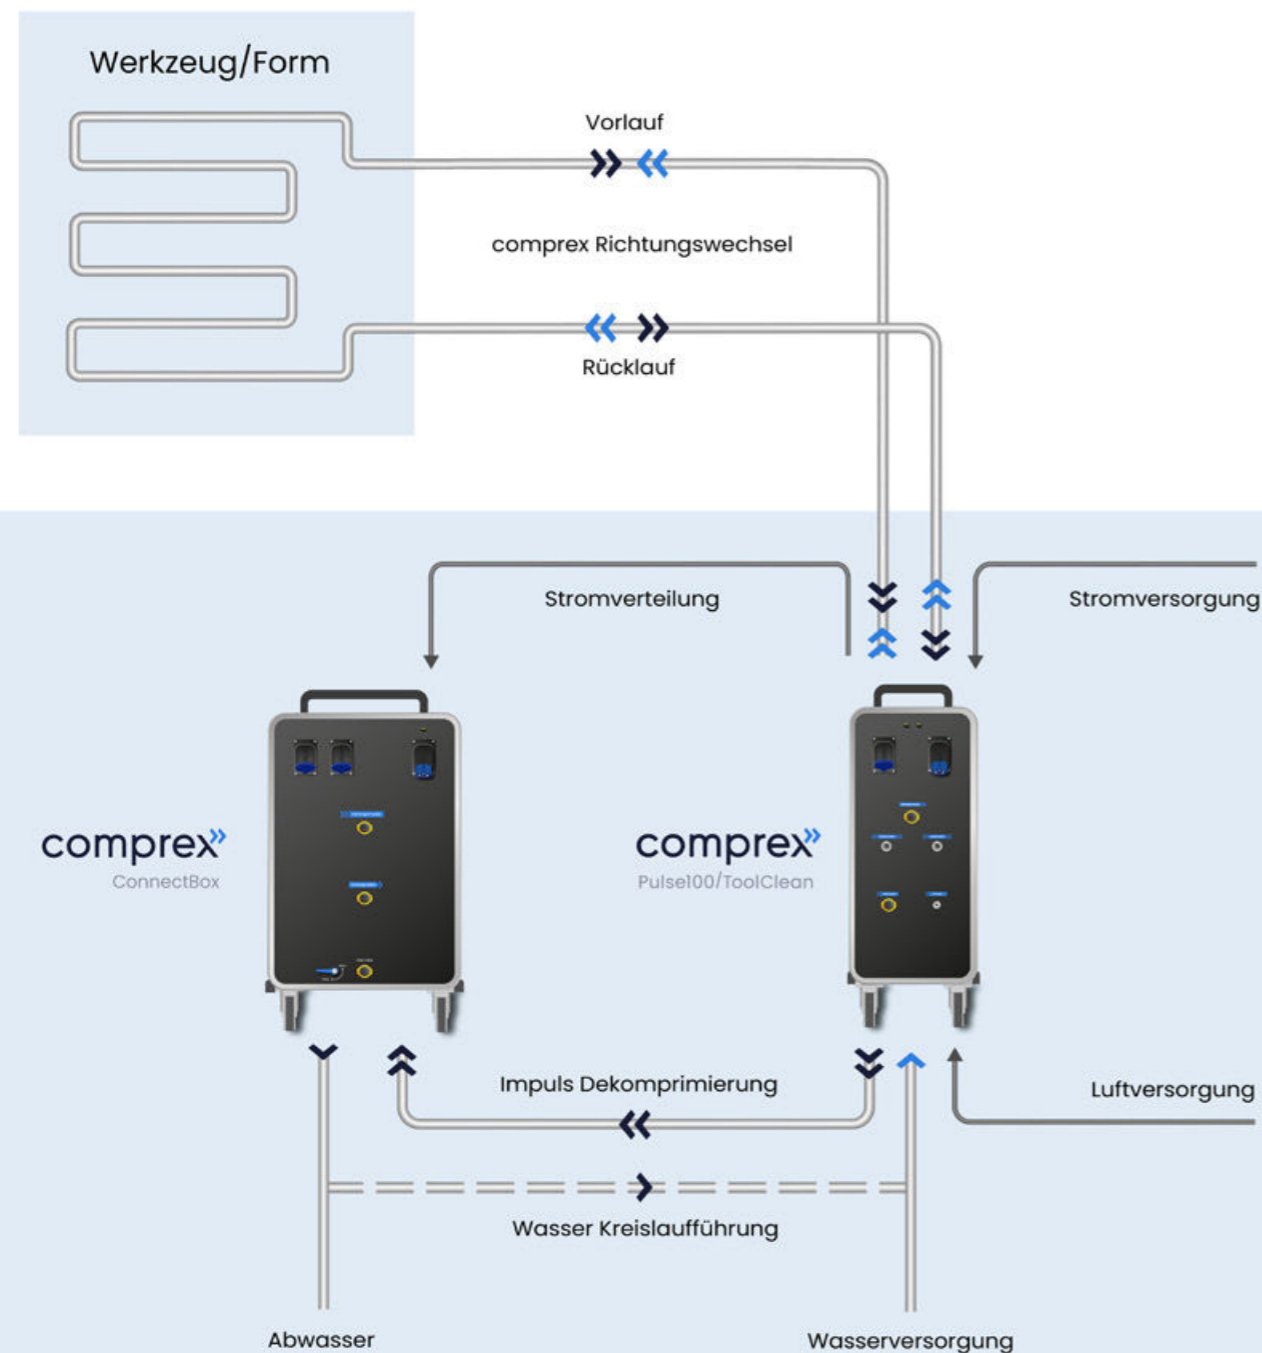 Werkzeug/Form
Vorlauf
comprex Richtungswechsel
Rücklauf
Stromverteilung
Stromversorgung
comprex
ConnectBox
comprex
Pulse100/ToolClean
Impuls Dekomprimierung
Luftversorgung
Wasser Kreislaufführung
Abwasser
Wasserversorgung